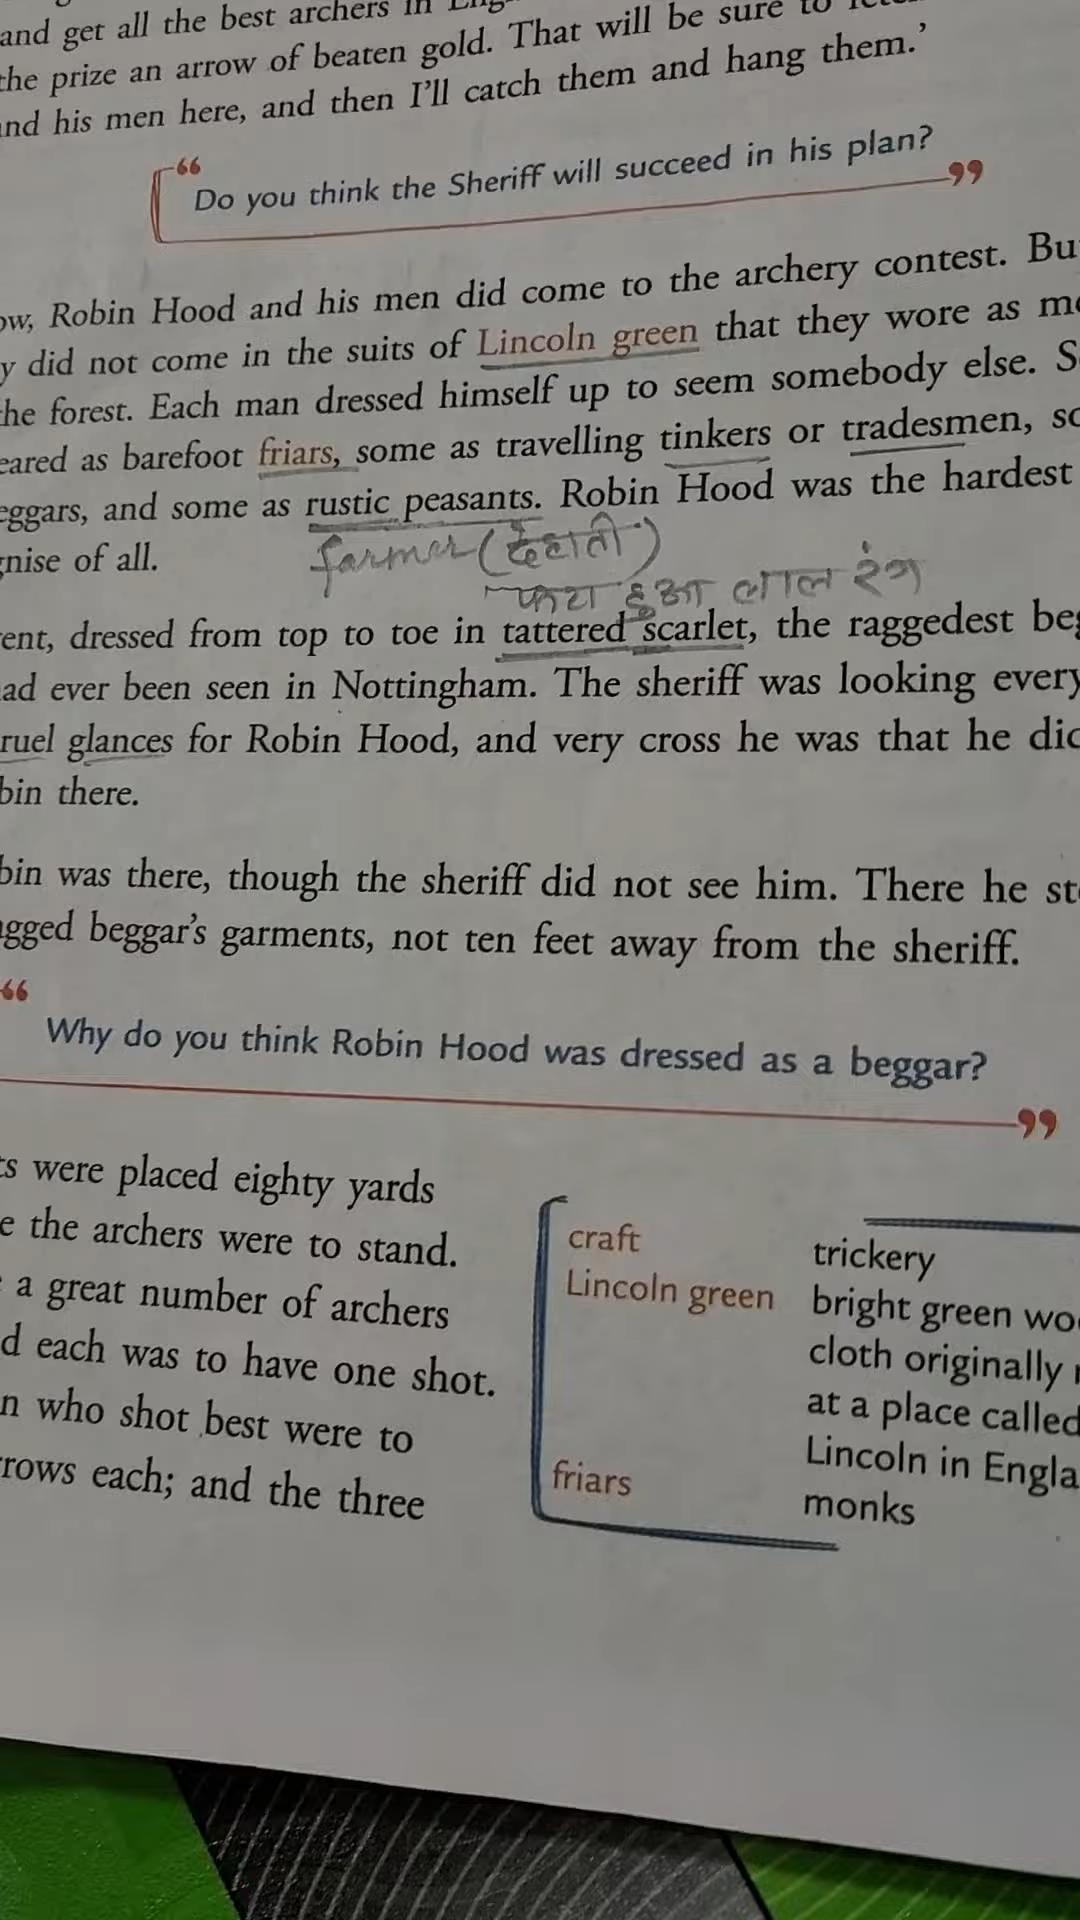 and get all the best archers in
the prize an arrow of beaten gold. That will be sure to
and his men here, and then I'll catch them and hang them.'
“
Do you think the Sheriff will succeed in his plan?
”
ow, Robin Hood and his men did come to the archery contest. Bu
y did not come in the suits of Lincoln green that they wore as me
the forest. Each man dressed himself up to seem somebody else. S
eared as barefoot friars, some as travelling tinkers or tradesmen, so
eggars, and some as rustic peasants. Robin Hood was the hardest
gnise of all.
farmer (देहाती)
फटा हुआ लाल रंग
ent, dressed from top to toe in tattered scarlet, the raggedest beg
ad ever been seen in Nottingham. The sheriff was looking every
ruel glances for Robin Hood, and very cross he was that he did
bin there.
bin was there, though the sheriff did not see him. There he st
agged beggar's garments, not ten feet away from the sheriff.
“
Why do you think Robin Hood was dressed as a beggar?
”
ts were placed eighty yards
e the archers were to stand.
a great number of archers
d each was to have one shot.
n who shot best were to
rows each; and the three
craft trickery
Lincoln green bright green wo
cloth originally
at a place called
Lincoln in Engla
friars monks